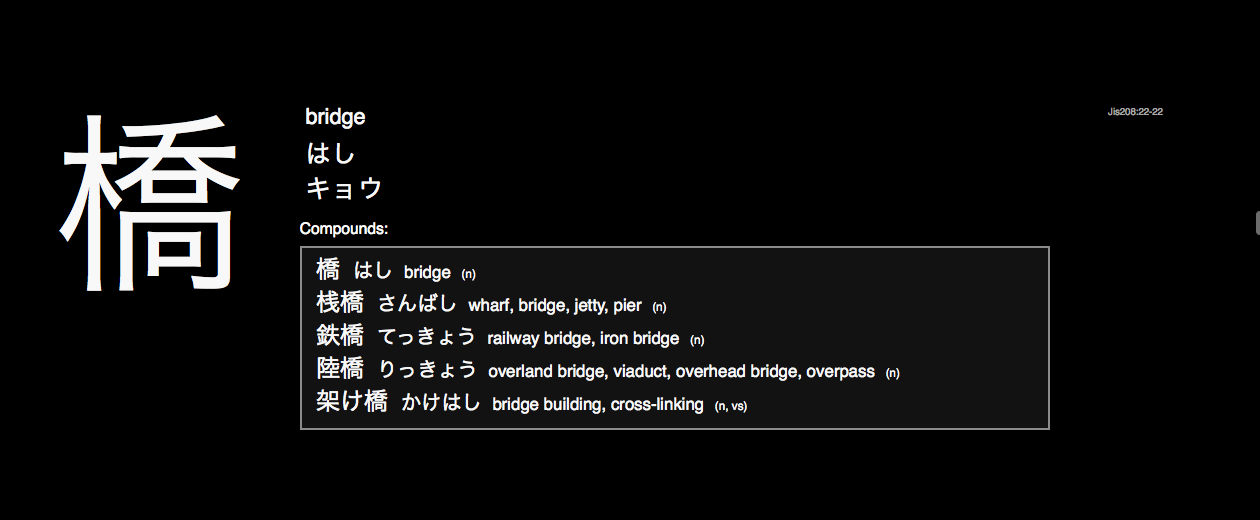 橋
bridge
はし
キョウ
Jis208:22-22
Compounds:
橋 はし bridge (n)
桟橋 さんばし wharf, bridge, jetty, pier (n)
鉄橋 てっきょう railway bridge, iron bridge (n)
陸橋 りっきょう overland bridge, viaduct, overhead bridge, overpass (n)
架け橋 かけはし bridge building, cross-linking (n, vs)